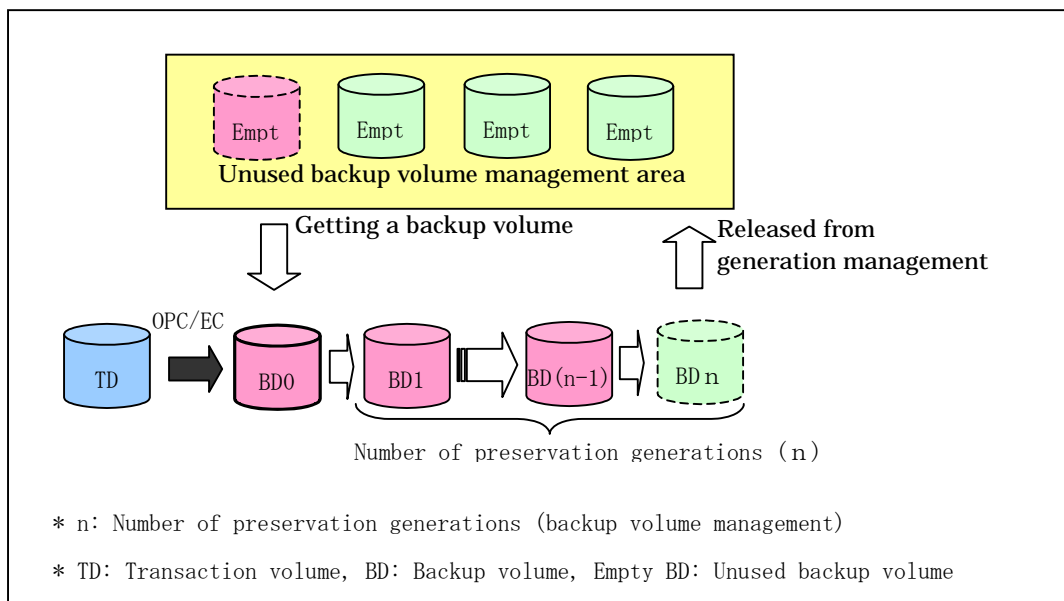 Empt Empt Empt Empt
Unused backup volume management area
Getting a backup volume
Released from
generation management
OPC/EC
TD BD0 BD1 BD(n-1) BDn
Number of preservation generations (n)
* n: Number of preservation generations (backup volume management)
* TD: Transaction volume, BD: Backup volume, Empty BD: Unused backup volume